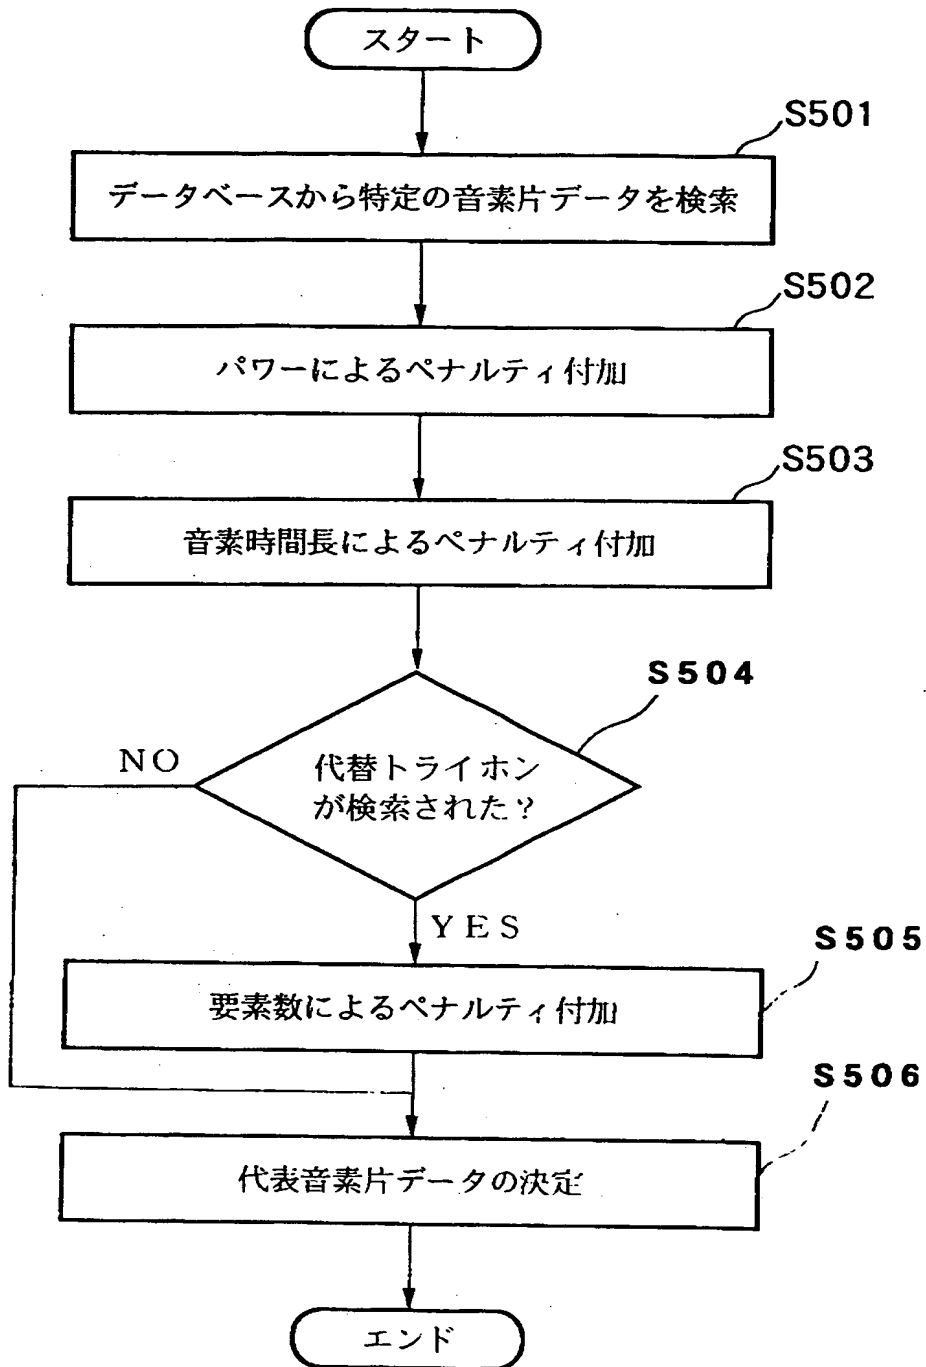 スタート
S501
データベースから特定の音素片データを検索
S502
パワーによるペナルティ付加
S503
音素時間長によるペナルティ付加
S504
NO
代替トライホン
が検索された?
YES
S505
要素数によるペナルティ付加
S506
代表音素片データの決定
エンド